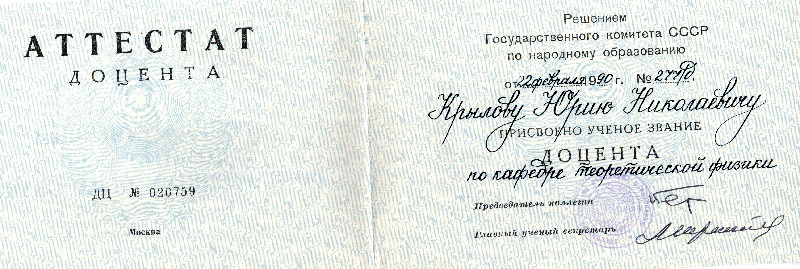 АТТЕСТАТ
ДОЦЕНТА
ДЦ № 020759
Москва
Решением
Государственного комитета СССР
по народному образованию
от 22 февраля 1990 г. №
Крылову Юрию Николаевичу
ПРИСВОЕНО УЧЕНОЕ ЗВАНИЕ
ДОЦЕНТА
по кафедре теоретической физики
Председатель коллегии
Главный ученый секретарь